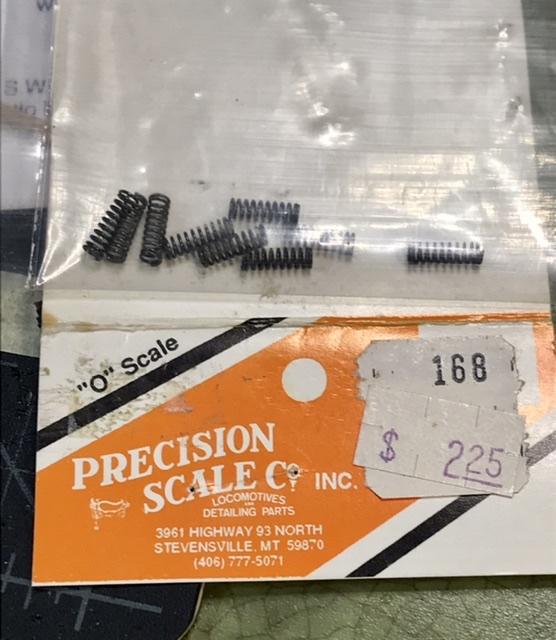 "O" Scale
168
$ 225
PRECISION
SCALE Co INC.
LOCOMOTIVES
AND
DETAILING PARTS
3961 HIGHWAY 93 NORTH
STEVENSVILLE, MT 59870
(406) 777-5071